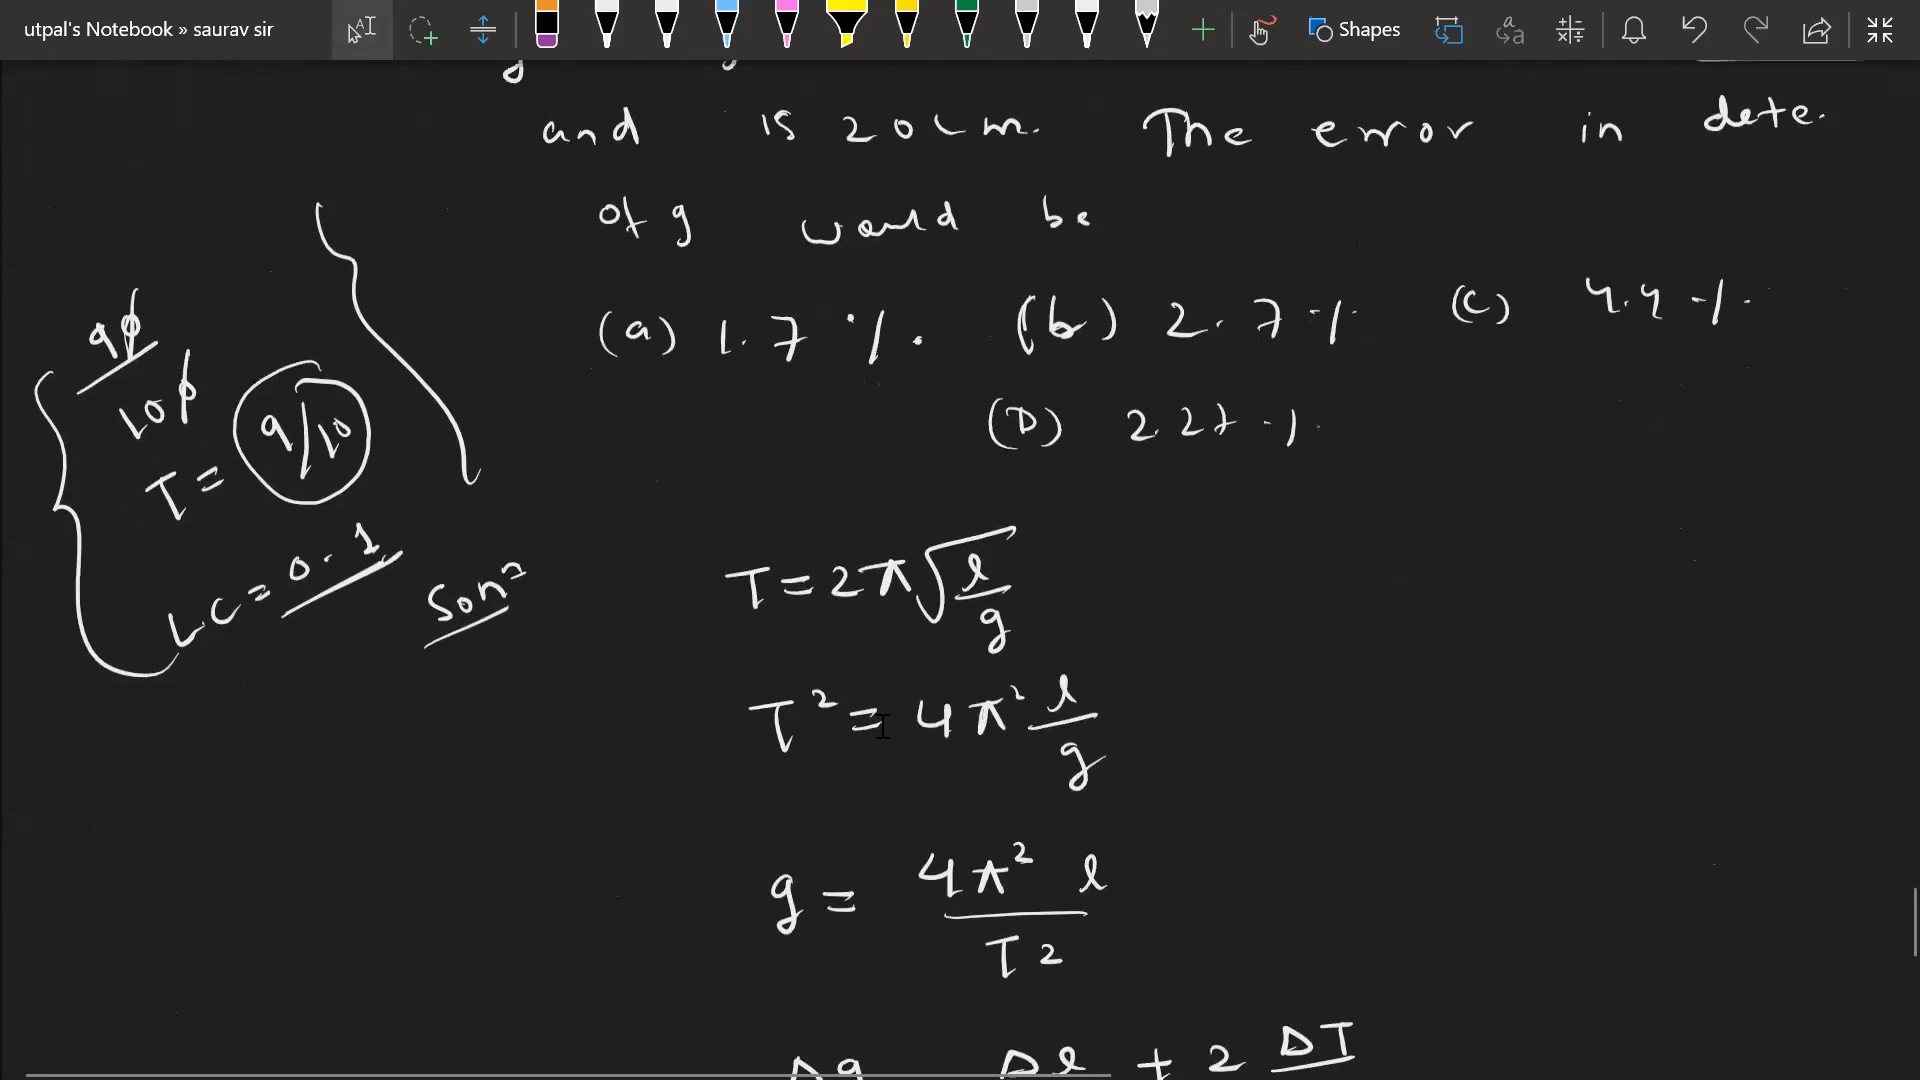 utpal's Notebook » saurav sir
Shapes
and is 20cm. The error in dete.
of g would be
(a) 1.7 %. (b) 2.7 % (C) 4.4 %.
(D) 2.27 %.
90/100
T = 9/10
LC = 0.1
Son
T = 2π√(l/g)
T² = 4π² l/g
g = 4π² l / T²
Δg Δl + 2 ΔT